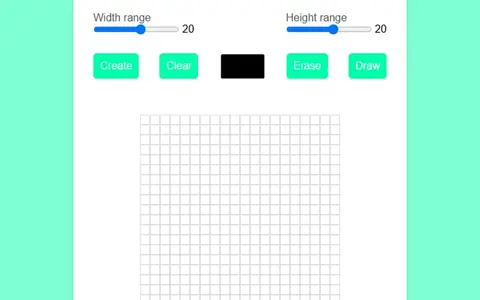 Width range
20
Height range
20
Create
Clear
Erase
Draw